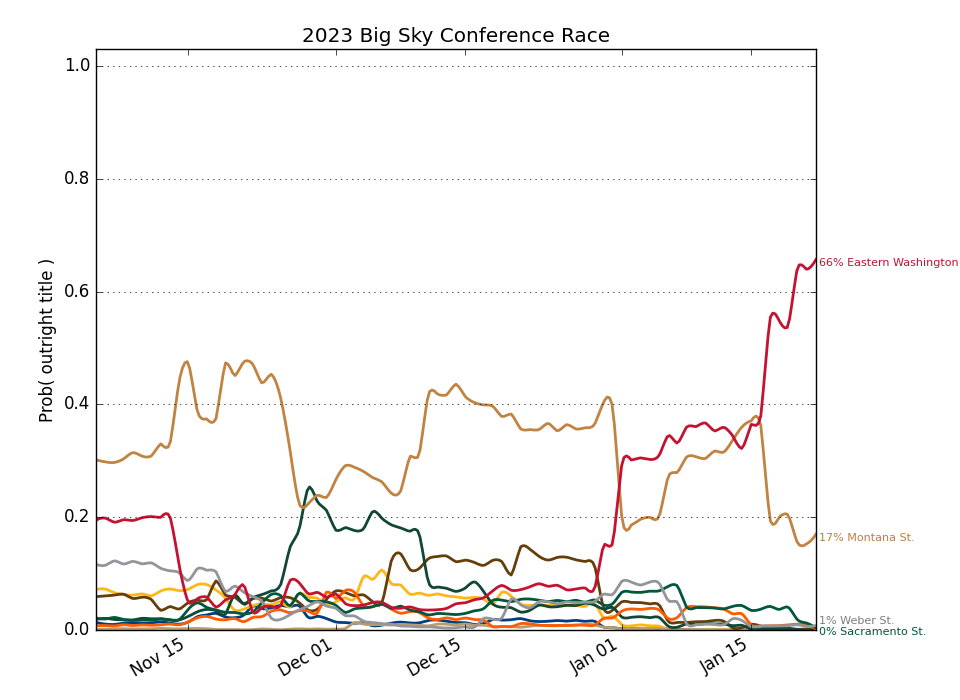 2023 Big Sky Conference Race
Prob( outright title )
1.0
0.8
0.6
0.4
0.2
0.0
66% Eastern Washington
17% Montana St.
1% Weber St.
0% Sacramento St.
Nov 15
Dec 01
Dec 15
Jan 01
Jan 15